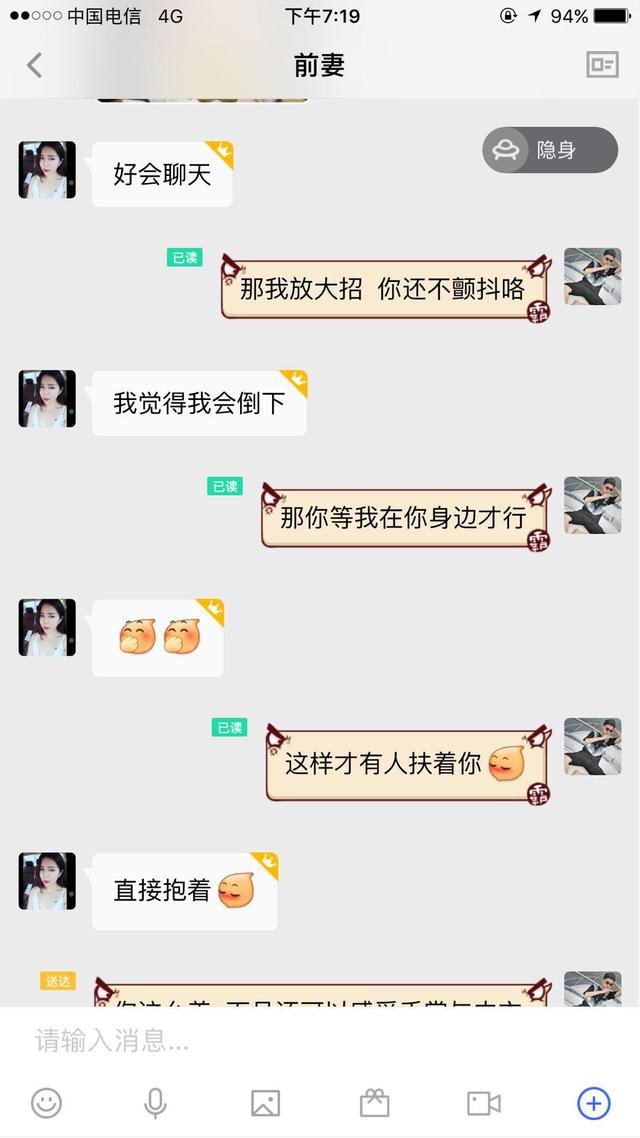 中国电信 4G 下午7:19 94%
前妻
隐身
好会聊天
已读
那我放大招 你还不颤抖咯
霸
我觉得我会倒下
已读
那你等我在你身边才行
霸
已读
这样才有人扶着你
霸
直接抱着
送达
请输入消息...